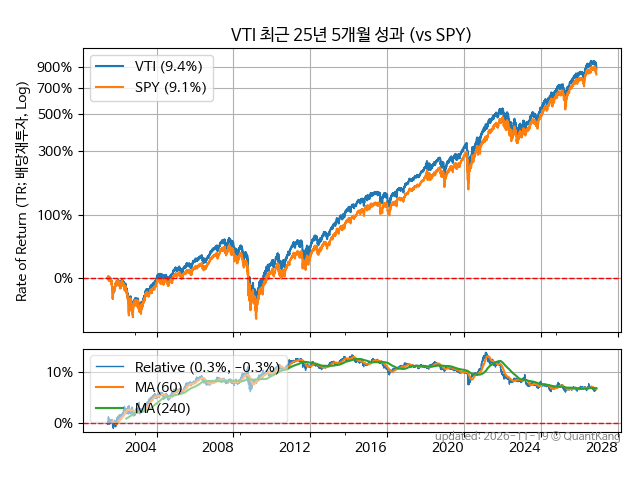 VTI 최근 25년 5개월 성과 (vs SPY)
Rate of Return (TR; 배당재투자, Log)
900%
700%
500%
300%
100%
0%
VTI (9.4%)
SPY (9.1%)
10%
0%
Relative (0.3%, -0.3%)
MA(60)
MA(240)
2004 2008 2012 2016 2020 2024 2028
updated: 2026-11-19 © QuantKang